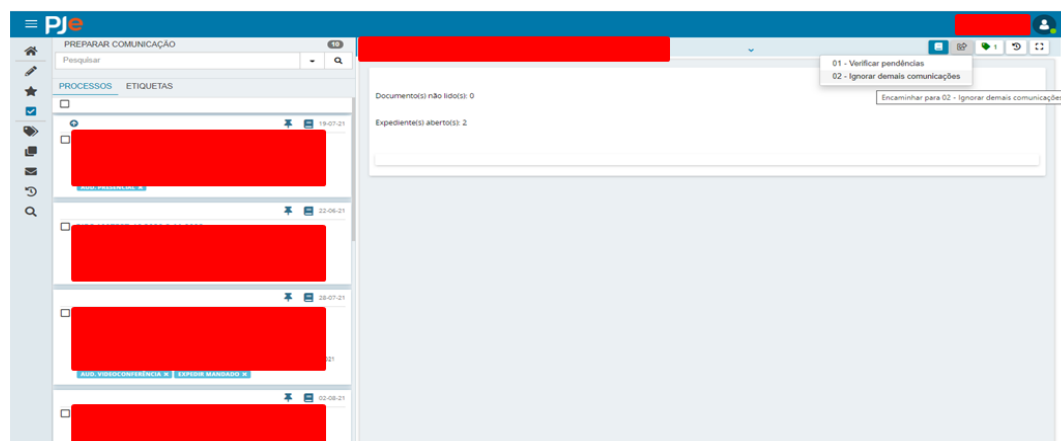 PJe
PREPARAR COMUNICAÇÃO 10
Pesquisar
PROCESSOS ETIQUETAS
19-07-21
AUD. PRESENCIAL ×
22-06-21
28-07-21
AUD. VIDEOCONFERÊNCIA × EXPEDIR MANDADO ×
02-08-21
1
01 - Verificar pendências
02 - Ignorar demais comunicações
Encaminhar para 02 - Ignorar demais comunicações
Documento(s) não lido(s): 0
Expediente(s) aberto(s): 2